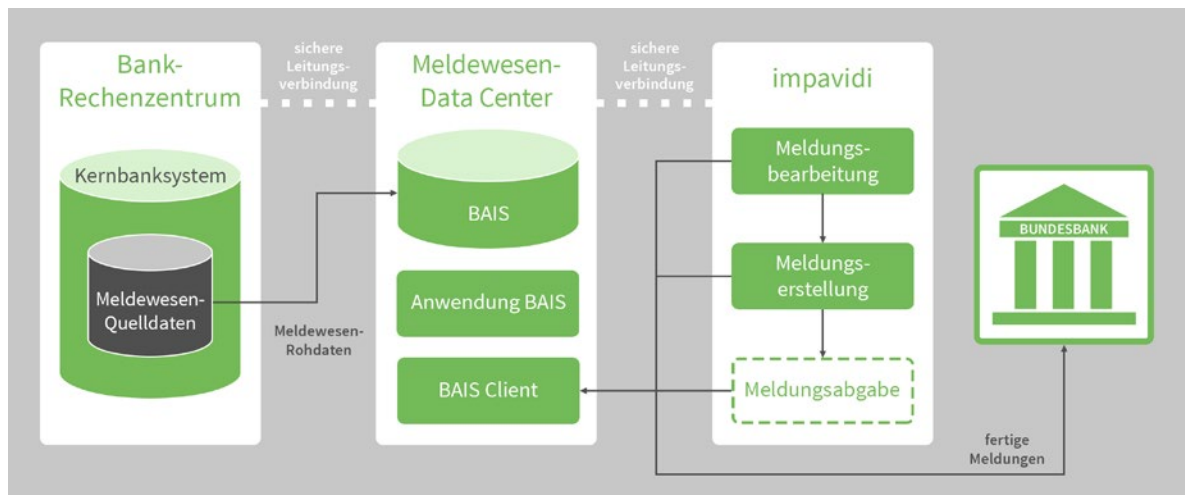 Bank-
Rechenzentrum
Kernbanksystem
Meldewesen-
Quelldaten
sichere
Leitungs-
verbindung
Meldewesen-
Rohdaten
Meldewesen-
Data Center
BAIS
Anwendung BAIS
BAIS Client
sichere
Leitungs-
verbindung
impavidi
Meldungs-
bearbeitung
Meldungs-
erstellung
Meldungsabgabe
BUNDESBANK
fertige
Meldungen